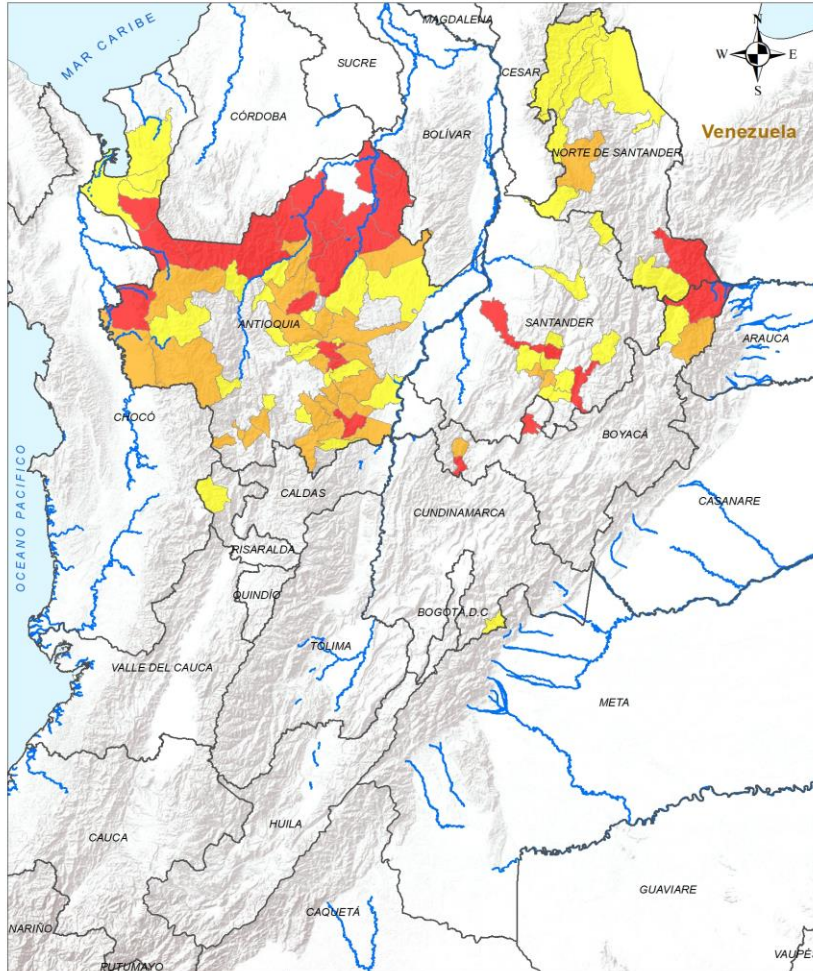 MAGDALENA
N
W E
S
MAR CARIBE
SUCRE
CESAR
CÓRDOBA
BOLÍVAR
Venezuela
NORTE DE SANTANDER
ANTIOQUIA
SANTANDER
ARAUCA
CHOCÓ
BOYACÁ
OCEANO PACIFICO
CALDAS
CUNDINAMARCA
CASANARE
RISARALDA
QUINDÍO
BOGOTÁ D.C
TOLIMA
VALLE DEL CAUCA
META
HUILA
CAUCA
GUAVIARE
CAQUETÁ
NARIÑO
PUTUMAYO
VAUPÉS